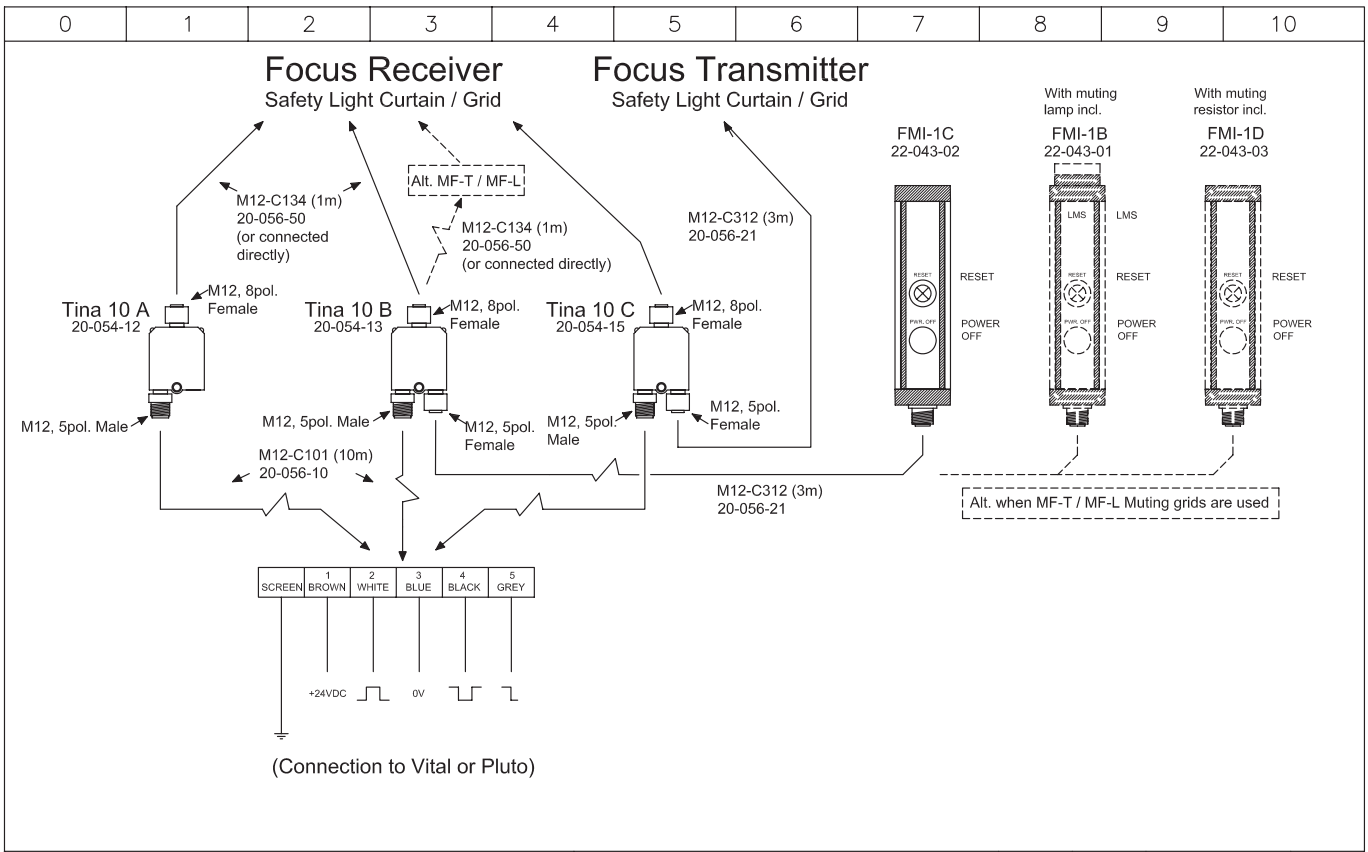 0 1 2 3 4 5 6 7 8 9 10
Focus Receiver
Safety Light Curtain / Grid
Focus Transmitter
Safety Light Curtain / Grid
With muting
lamp incl.
FMI-1B
22-043-01
With muting
resistor incl.
FMI-1D
22-043-03
FMI-1C
22-043-02
Alt. MF-T / MF-L
M12-C134 (1m)
20-056-50
(or connected
directly)
M12-C134 (1m)
20-056-50
(or connected directly)
M12-C312 (3m)
20-056-21
LMS
LMS
RESET
RESET
RESET
RESET
RESET
RESET
PWR. OFF
POWER
OFF
PWR. OFF
POWER
OFF
PWR. OFF
POWER
OFF
Tina 10 A
20-054-12
M12, 8pol.
Female
M12, 5pol. Male
Tina 10 B
20-054-13
M12, 8pol.
Female
M12, 5pol. Male
M12, 5pol.
Female
Tina 10 C
20-054-15
M12, 8pol.
Female
M12, 5pol.
Male
M12, 5pol.
Female
M12-C101 (10m)
20-056-10
M12-C312 (3m)
20-056-21
Alt. when MF-T / MF-L Muting grids are used
1 2 3 4 5
SCREEN BROWN WHITE BLUE BLACK GREY
+24VDC 0V
(Connection to Vital or Pluto)